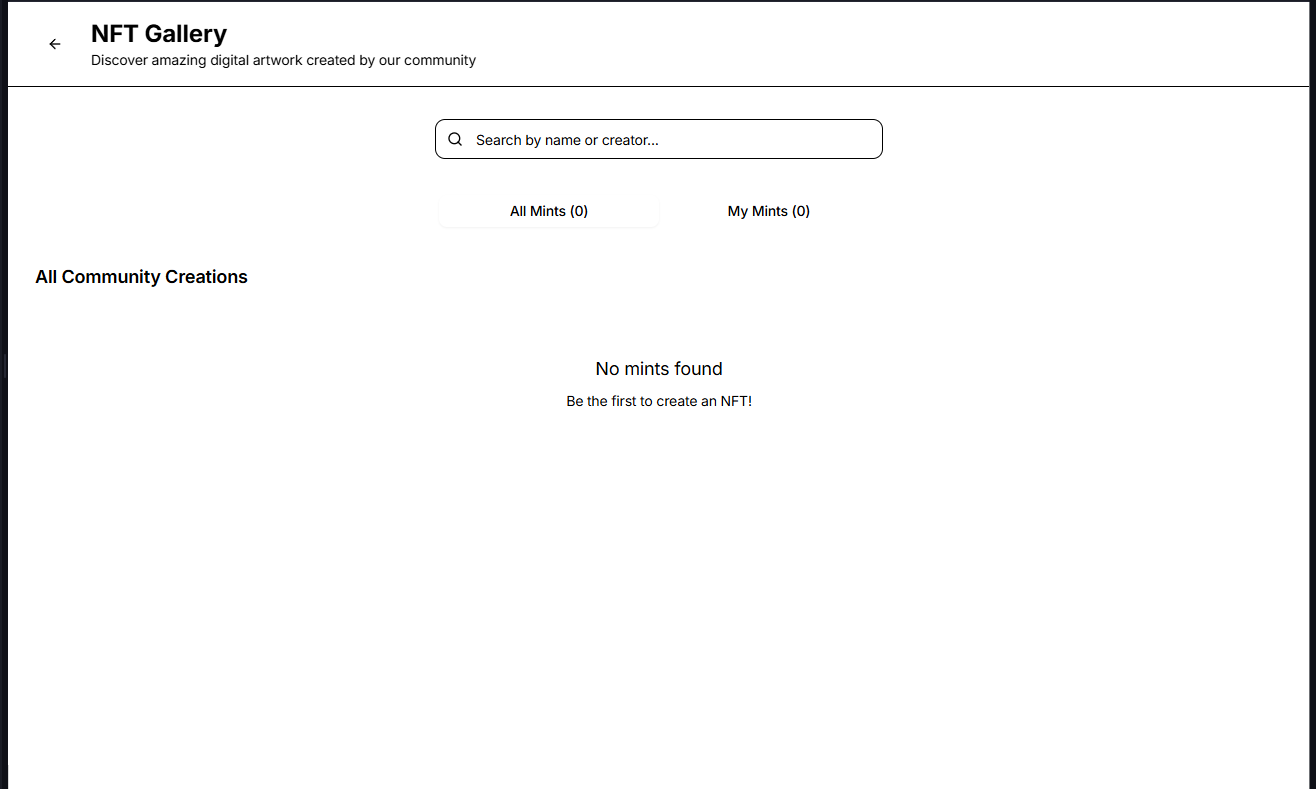 NFT Gallery
Discover amazing digital artwork created by our community
Search by name or creator...
All Mints (0)
My Mints (0)
All Community Creations
No mints found
Be the first to create an NFT!